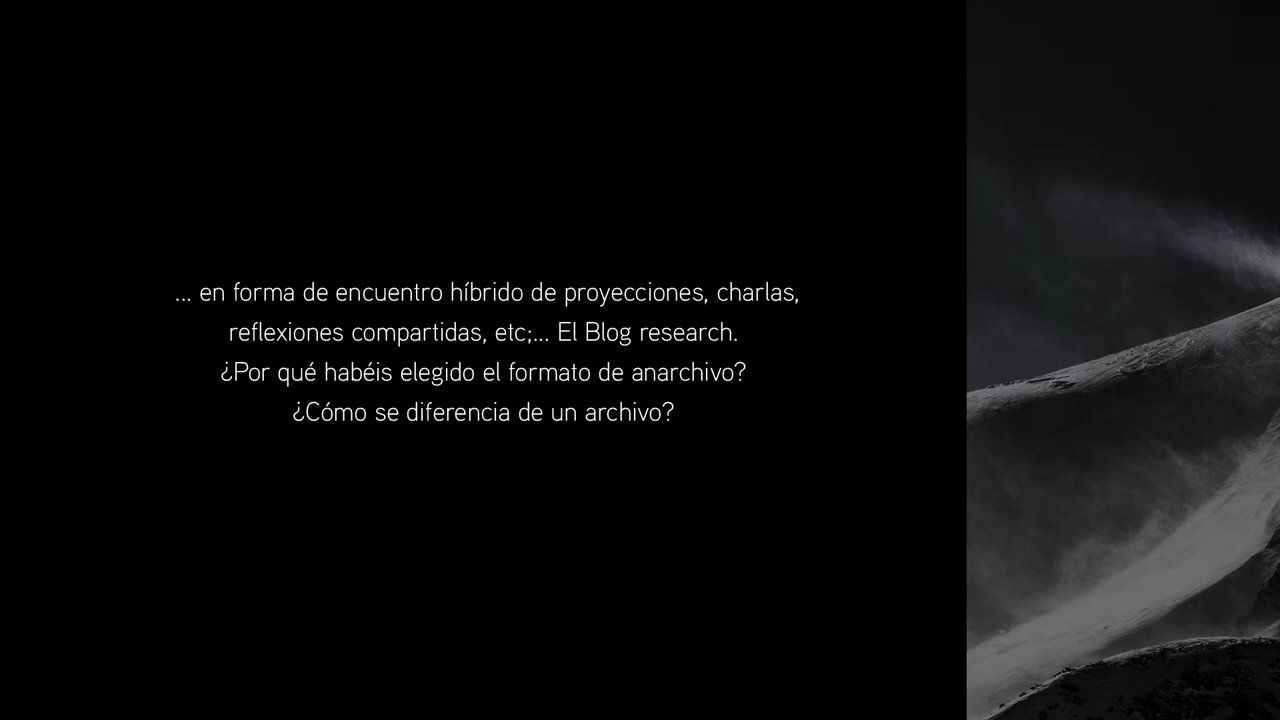 ... en forma de encuentro híbrido de proyecciones, charlas,
reflexiones compartidas, etc;... El Blog research.
¿Por qué habéis elegido el formato de anarchivo?
¿Cómo se diferencia de un archivo?